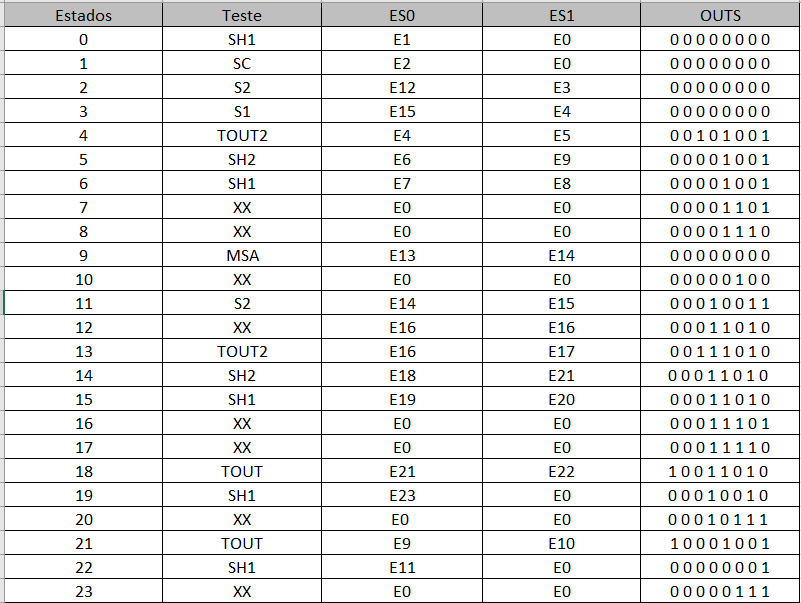 Estados Teste ES0 ES1 OUTS
0 SH1 E1 E0 0 0 0 0 0 0 0 0
1 SC E2 E0 0 0 0 0 0 0 0 0
2 S2 E12 E3 0 0 0 0 0 0 0 0
3 S1 E15 E4 0 0 0 0 0 0 0 0
4 TOUT2 E4 E5 0 0 1 0 1 0 0 1
5 SH2 E6 E9 0 0 0 0 1 0 0 1
6 SH1 E7 E8 0 0 0 0 1 0 0 1
7 XX E0 E0 0 0 0 0 1 1 0 1
8 XX E0 E0 0 0 0 0 1 1 1 0
9 MSA E13 E14 0 0 0 0 0 0 0 0
10 XX E0 E0 0 0 0 0 0 1 0 0
11 S2 E14 E15 0 0 0 1 0 0 1 1
12 XX E16 E16 0 0 0 1 1 0 1 0
13 TOUT2 E16 E17 0 0 1 1 1 0 1 0
14 SH2 E18 E21 0 0 0 1 1 0 1 0
15 SH1 E19 E20 0 0 0 1 1 0 1 0
16 XX E0 E0 0 0 0 1 1 1 0 1
17 XX E0 E0 0 0 0 1 1 1 1 0
18 TOUT E21 E22 1 0 0 1 1 0 1 0
19 SH1 E23 E0 0 0 0 1 0 0 1 0
20 XX E0 E0 0 0 0 1 0 1 1 1
21 TOUT E9 E10 1 0 0 0 1 0 0 1
22 SH1 E11 E0 0 0 0 0 0 0 0 1
23 XX E0 E0 0 0 0 0 0 1 1 1